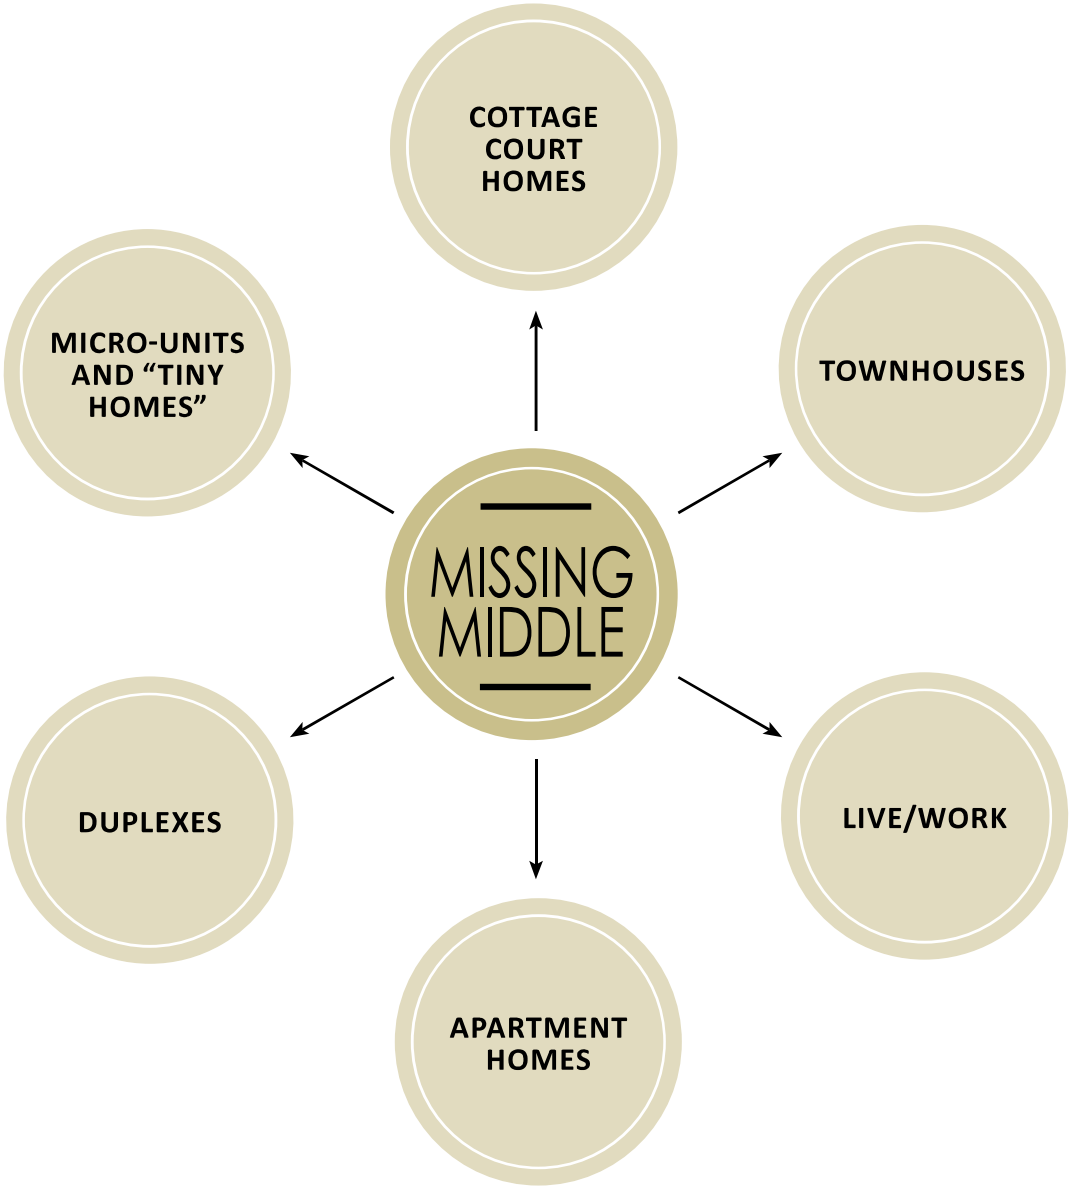 COTTAGE
COURT
HOMES
MICRO-UNITS
AND “TINY
HOMES”
TOWNHOUSES
MISSING
MIDDLE
DUPLEXES
LIVE/WORK
APARTMENT
HOMES